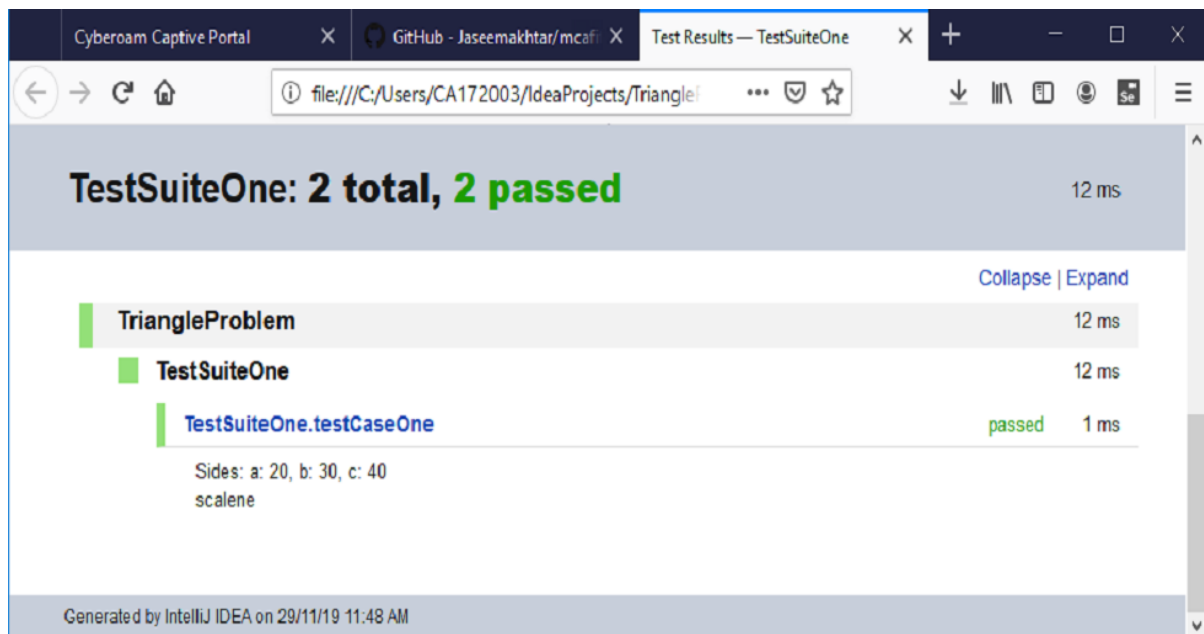 Cyberoam Captive Portal
GitHub - Jaseemakhtar/mcafi
Test Results — TestSuiteOne
file:///C:/Users/CA172003/IdeaProjects/Triangle
Se
TestSuiteOne: 2 total, 2 passed
12 ms
Collapse | Expand
TriangleProblem 12 ms
TestSuiteOne 12 ms
TestSuiteOne.testCaseOne passed 1 ms
Sides: a: 20, b: 30, c: 40
scalene
Generated by IntelliJ IDEA on 29/11/19 11:48 AM